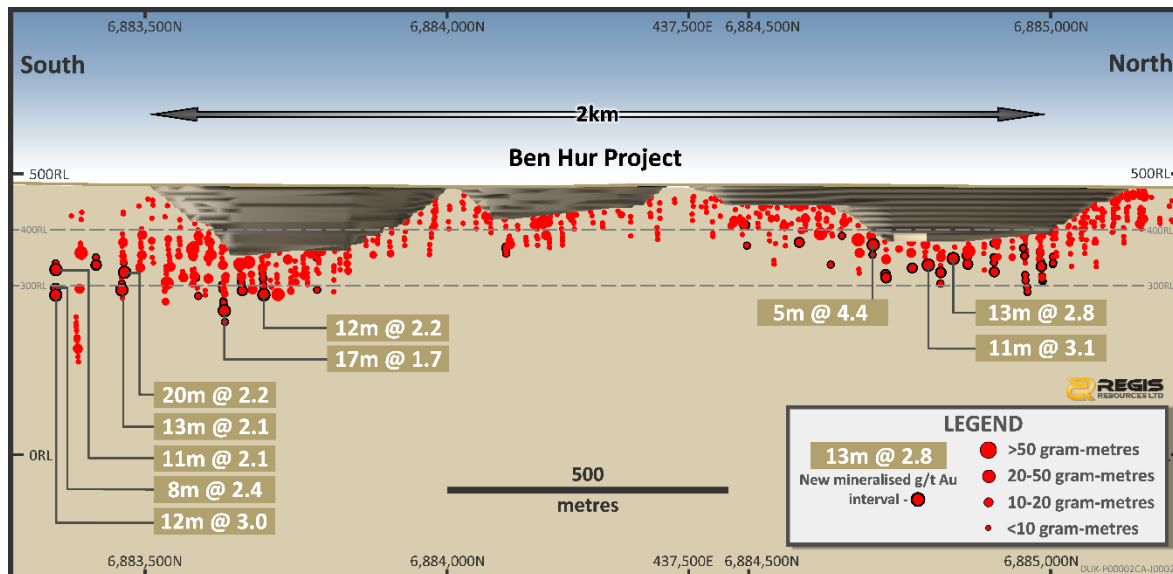 6,883,500N 6,884,000N 437,500E 6,884,500N 6,885,000N
South North
2km
Ben Hur Project
500RL 500RL
400RL 400RL
300RL 300RL
12m @ 2.2
17m @ 1.7
5m @ 4.4
13m @ 2.8
11m @ 3.1
20m @ 2.2
13m @ 2.1
11m @ 2.1
8m @ 2.4
12m @ 3.0
REGIS
RESOURCES LTD
0RL 0RL
500
metres
LEGEND
13m @ 2.8
New mineralised g/t Au
interval -
>50 gram-metres
20-50 gram-metres
10-20 gram-metres
<10 gram-metres
6,883,500N 6,884,000N 437,500E 6,884,500N 6,885,000N